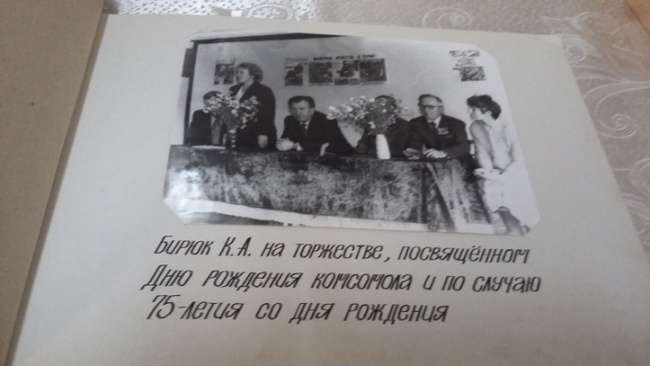 Бирюк К.А. на торжестве, посвящённом
Дню рождения комсомола и по случаю
75-летия со дня рождения